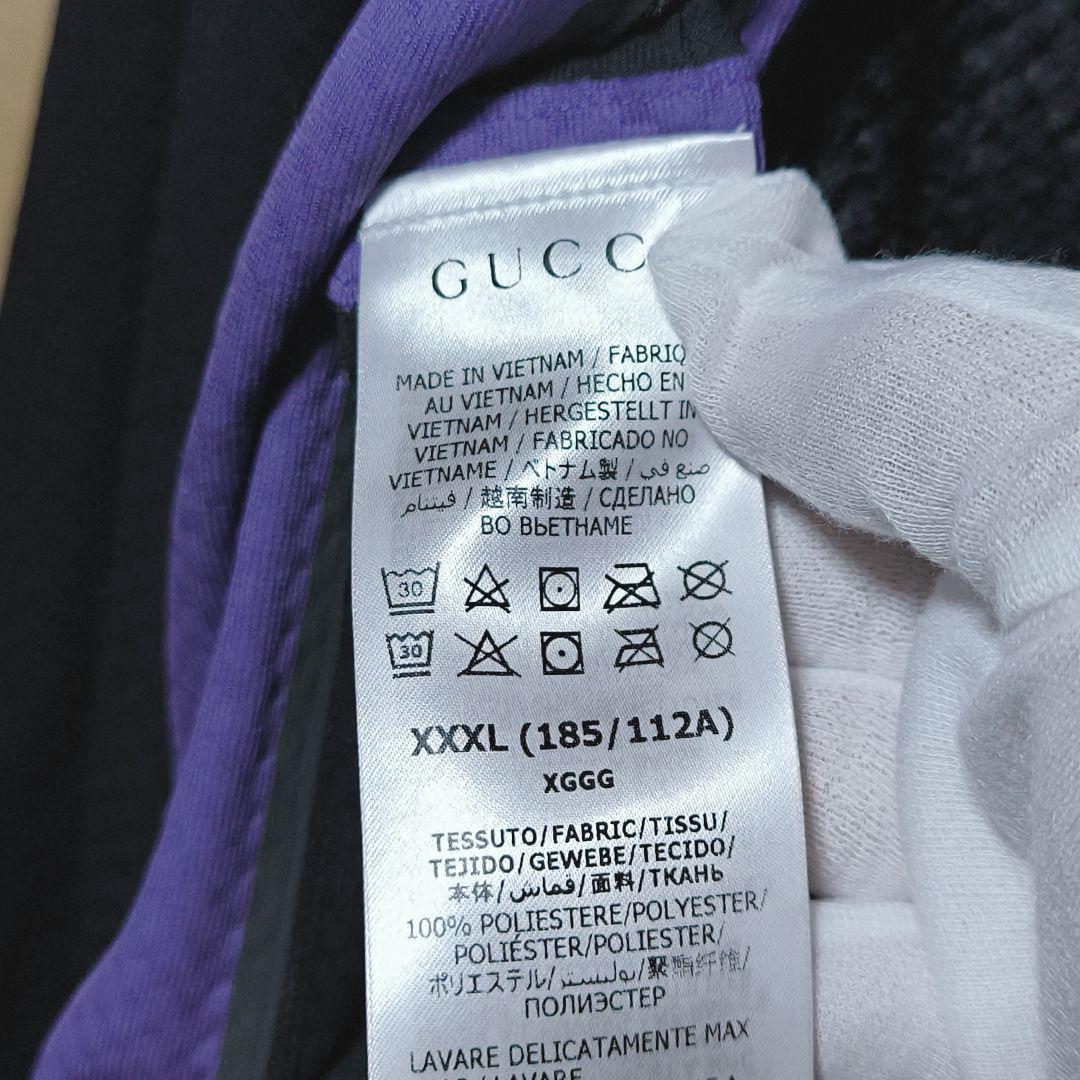 GUCC
MADE IN VIETNAM / FABRIQ
AU VIETNAM / HECHO EN
VIETNAM / HERGESTELLT IN
VIETNAM / FABRICADO NO
VIETNAME / ベトナム製 / صنع في
فيتنام / 越南制造 / СДЕЛАНО
ВО ВЬЕТНАМЕ
30
30
XXXL (185/112A)
XGGG
TESSUTO/FABRIC/TISSU/
TEJIDO/GEWEBE/TECIDO/
本体/قماش/面料/ТКАНЬ
100% POLIESTERE/POLYESTER/
POLIÉSTER/POLIESTER/
ポリエステル/بوليستر/聚酯纤维/
ПОЛИЭСТЕР
LAVARE DELICATAMENTE MAX
LAVARE